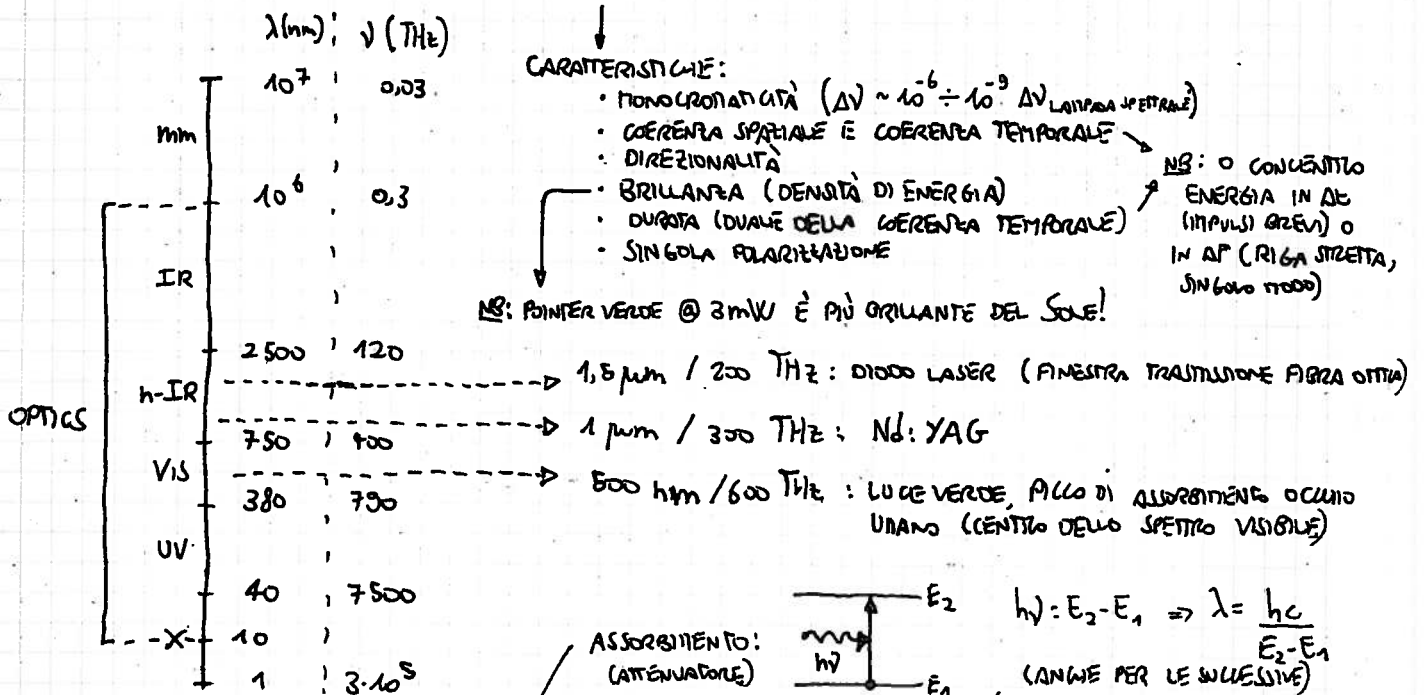 λ(nm) ν (THz)
10⁷ 0,03
mm
10⁶ 0,3
IR
2500 120
n-IR
OPTICS
750 400
VIS
380 790
UV
40 7500
X 10
1 3·10⁵
CARATTERISTICHE:
· MONOCROMATICITÀ (Δν ~ 10⁻⁶ ÷ 10⁻⁹ Δν LAMPADA SPETTRALE)
· COERENZA SPAZIALE E COERENZA TEMPORALE
· DIREZIONALITÀ
· BRILLANZA (DENSITÀ DI ENERGIA)
· DURATA (DUALE DELLA COERENZA TEMPORALE)
· SINGOLA POLARIZZAZIONE
NB: O CONCENTRO
ENERGIA IN Δt
(IMPULSI BREVI) O
IN Δf (RIGA STRETTA,
SINGOLO MODO)
NB: POINTER VERDE @ 3mW È PIÙ BRILLANTE DEL SOLE!
1,5 μm / 200 THz : DIODO LASER (FINESTRA TRASMISSIONE FIBRA OTTICA)
1 μm / 300 THz : Nd:YAG
500 nm / 600 THz : LUCE VERDE, PICCO DI ASSORBIMENTO OCCHIO
UMANO (CENTRO DELLO SPETTRO VISIBILE)
ASSORBIMENTO:
(ATTENUATORE)
hν
E₂
E₁
hν = E₂-E₁ ⇒ λ = hc / E₂-E₁
(ANCHE PER LE SUCCESSIVE)